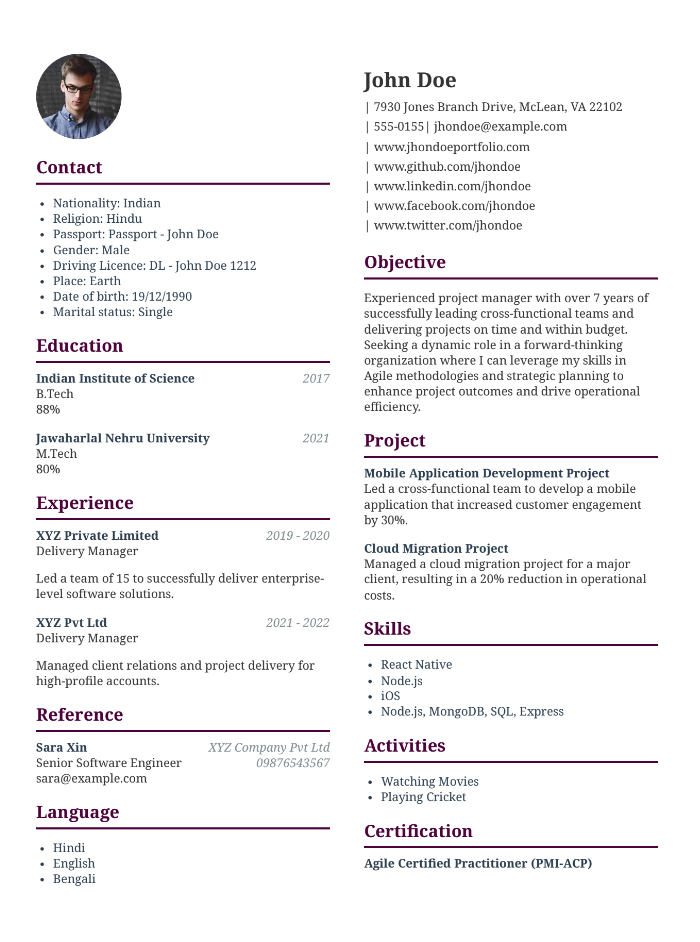 Contact
• Nationality: Indian
• Religion: Hindu
• Passport: Passport - John Doe
• Gender: Male
• Driving Licence: DL - John Doe 1212
• Place: Earth
• Date of birth: 19/12/1990
• Marital status: Single
Education
Indian Institute of Science 2017
B.Tech
88%
Jawaharlal Nehru University 2021
M.Tech
80%
Experience
XYZ Private Limited 2019 - 2020
Delivery Manager
Led a team of 15 to successfully deliver enterprise-
level software solutions.
XYZ Pvt Ltd 2021 - 2022
Delivery Manager
Managed client relations and project delivery for
high-profile accounts.
Reference
Sara Xin XYZ Company Pvt Ltd
Senior Software Engineer 09876543567
sara@example.com
Language
• Hindi
• English
• Bengali
John Doe
| 7930 Jones Branch Drive, McLean, VA 22102
| 555-0155| jhondoe@example.com
| www.jhondoeportfolio.com
| www.github.com/jhondoe
| www.linkedin.com/jhondoe
| www.facebook.com/jhondoe
| www.twitter.com/jhondoe
Objective
Experienced project manager with over 7 years of
successfully leading cross-functional teams and
delivering projects on time and within budget.
Seeking a dynamic role in a forward-thinking
organization where I can leverage my skills in
Agile methodologies and strategic planning to
enhance project outcomes and drive operational
efficiency.
Project
Mobile Application Development Project
Led a cross-functional team to develop a mobile
application that increased customer engagement
by 30%.
Cloud Migration Project
Managed a cloud migration project for a major
client, resulting in a 20% reduction in operational
costs.
Skills
• React Native
• Node.js
• iOS
• Node.js, MongoDB, SQL, Express
Activities
• Watching Movies
• Playing Cricket
Certification
Agile Certified Practitioner (PMI-ACP)